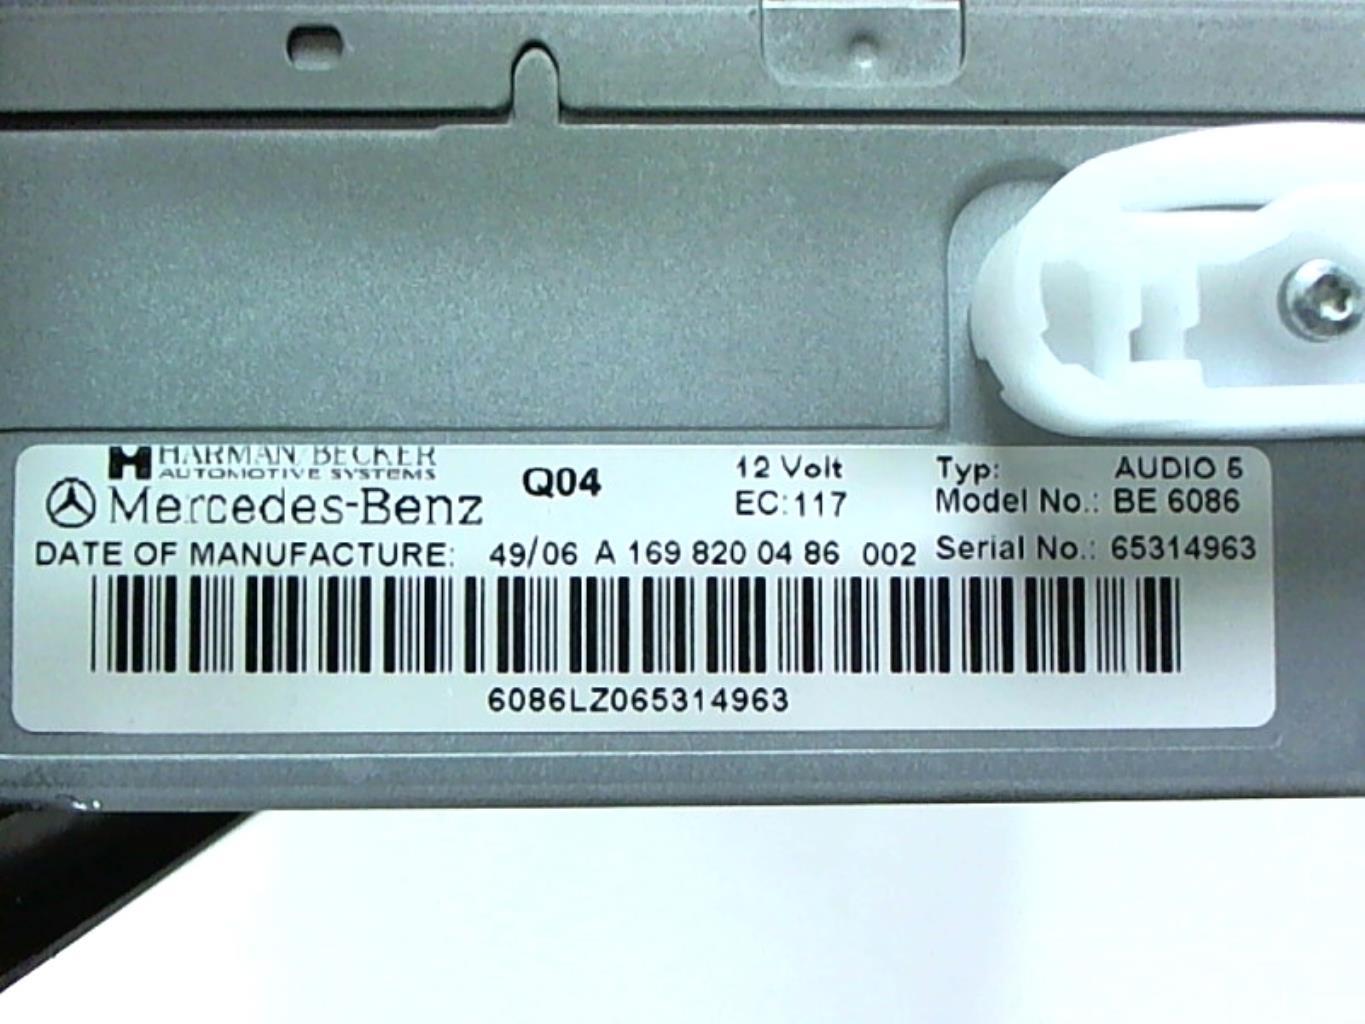 HARMAN/BECKER
AUTOMOTIVE SYSTEMS
Mercedes-Benz
Q04
12 Volt
EC:117
Typ: AUDIO 5
Model No.: BE 6086
DATE OF MANUFACTURE: 49/06 A 169 820 04 86 002 Serial No.: 65314963
6086LZ065314963